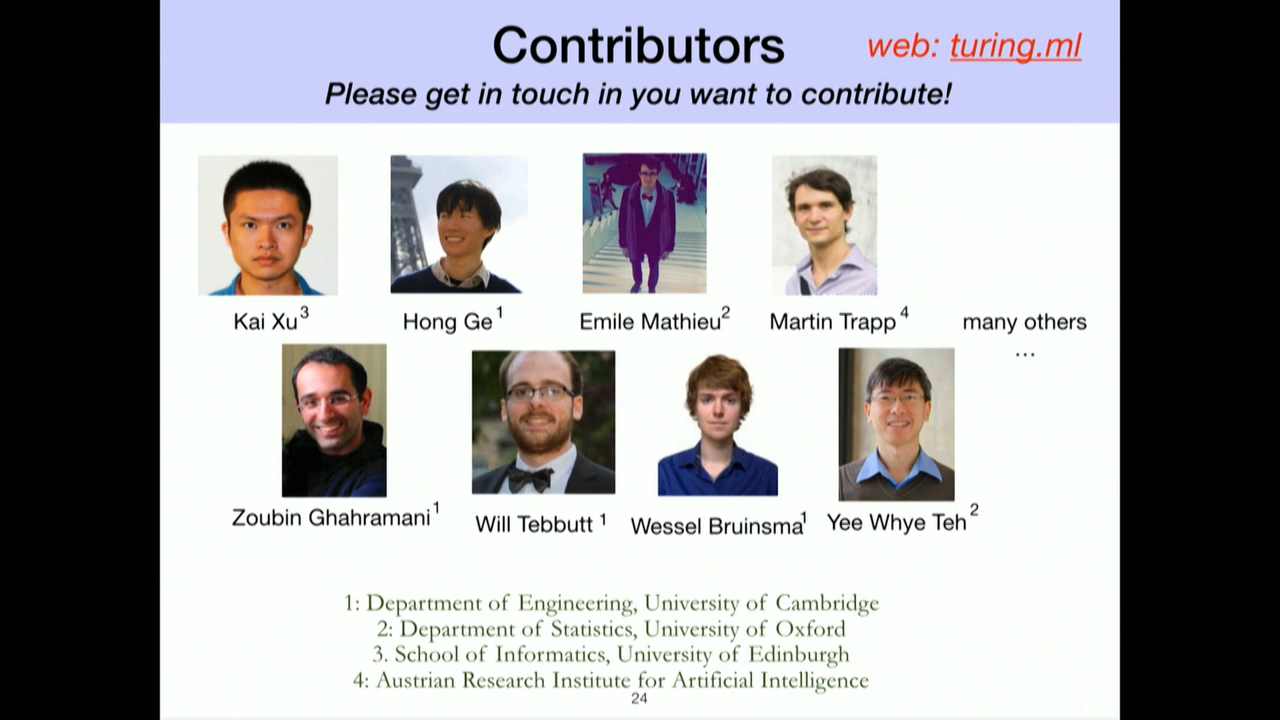 Contributors
web: turing.ml
Please get in touch in you want to contribute!
Kai Xu3
Hong Ge1
Emile Mathieu2
Martin Trapp4
many others
...
Zoubin Ghahramani1
Will Tebbutt 1
Wessel Bruinsma1
Yee Whye Teh2
1: Department of Engineering, University of Cambridge
2: Department of Statistics, University of Oxford
3. School of Informatics, University of Edinburgh
4: Austrian Research Institute for Artificial Intelligence
24